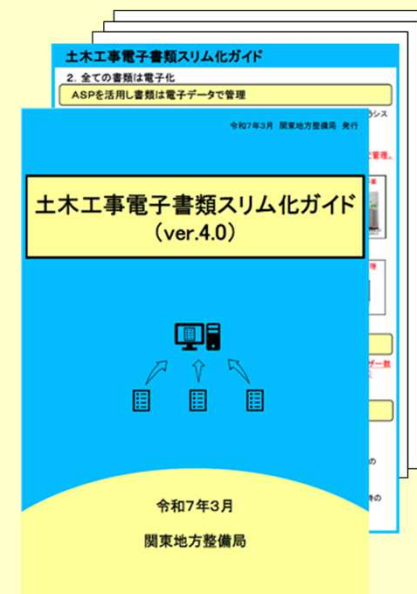 土木工事電子書類スリム化ガイド
2．全ての書類は電子化
ASPを活用し書類は電子データで管理
令和7年3月 関東地方整備局 発行
土木工事電子書類スリム化ガイド
(ver.4.0)
令和7年3月
関東地方整備局